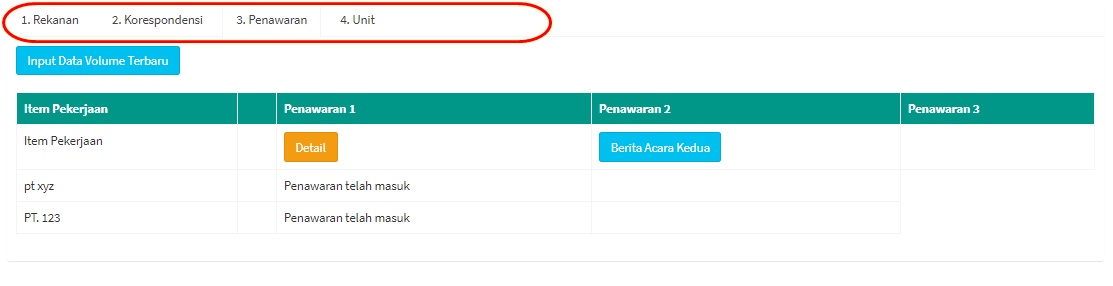 1. Rekanan 2. Korespondensi 3. Penawaran 4. Unit
Input Data Volume Terbaru
Item Pekerjaan Penawaran 1 Penawaran 2 Penawaran 3
Item Pekerjaan Detail Berita Acara Kedua
pt xyz Penawaran telah masuk
PT. 123 Penawaran telah masuk